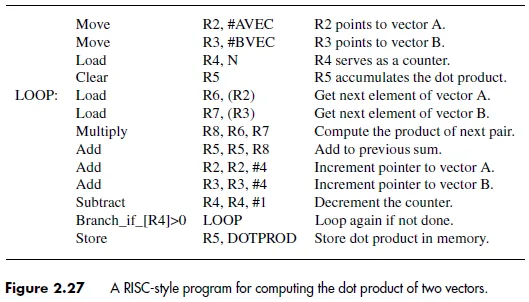 Move R2, #AVEC R2 points to vector A.
Move R3, #BVEC R3 points to vector B.
Load R4, N R4 serves as a counter.
Clear R5 R5 accumulates the dot product.
LOOP: Load R6, (R2) Get next element of vector A.
Load R7, (R3) Get next element of vector B.
Multiply R8, R6, R7 Compute the product of next pair.
Add R5, R5, R8 Add to previous sum.
Add R2, R2, #4 Increment pointer to vector A.
Add R3, R3, #4 Increment pointer to vector B.
Subtract R4, R4, #1 Decrement the counter.
Branch_if_[R4]>0 LOOP Loop again if not done.
Store R5, DOTPROD Store dot product in memory.
Figure 2.27 A RISC-style program for computing the dot product of two vectors.